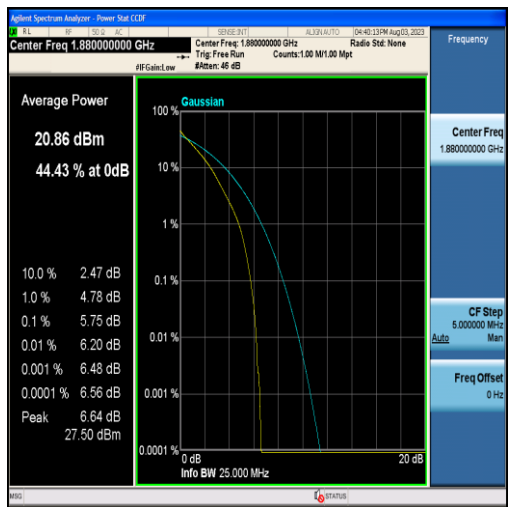 Agilent Spectrum Analyzer - Power Stat CCDF
RL RF 50 Ω AC SENSE:INT ALIGN AUTO 04:40:13PM Aug 03, 2023
Center Freq 1.880000000 GHz
Center Freq: 1.880000000 GHz Radio Std: None
Trig: Free Run Counts:1.00 M/1.00 Mpt
#IFGain:Low #Atten: 46 dB
Frequency
Average Power
20.86 dBm
44.43 % at 0dB
10.0 % 2.47 dB
1.0 % 4.78 dB
0.1 % 5.75 dB
0.01 % 6.20 dB
0.001 % 6.48 dB
0.0001 % 6.56 dB
Peak 6.64 dB
27.50 dBm
Gaussian
100 %
10 %
1 %
0.1 %
0.01 %
0.001 %
0.0001 %
0 dB 20 dB
Info BW 25.000 MHz
Center Freq
1.880000000 GHz
CF Step
5.000000 MHz
Auto Man
Freq Offset
0 Hz
MSG STATUS